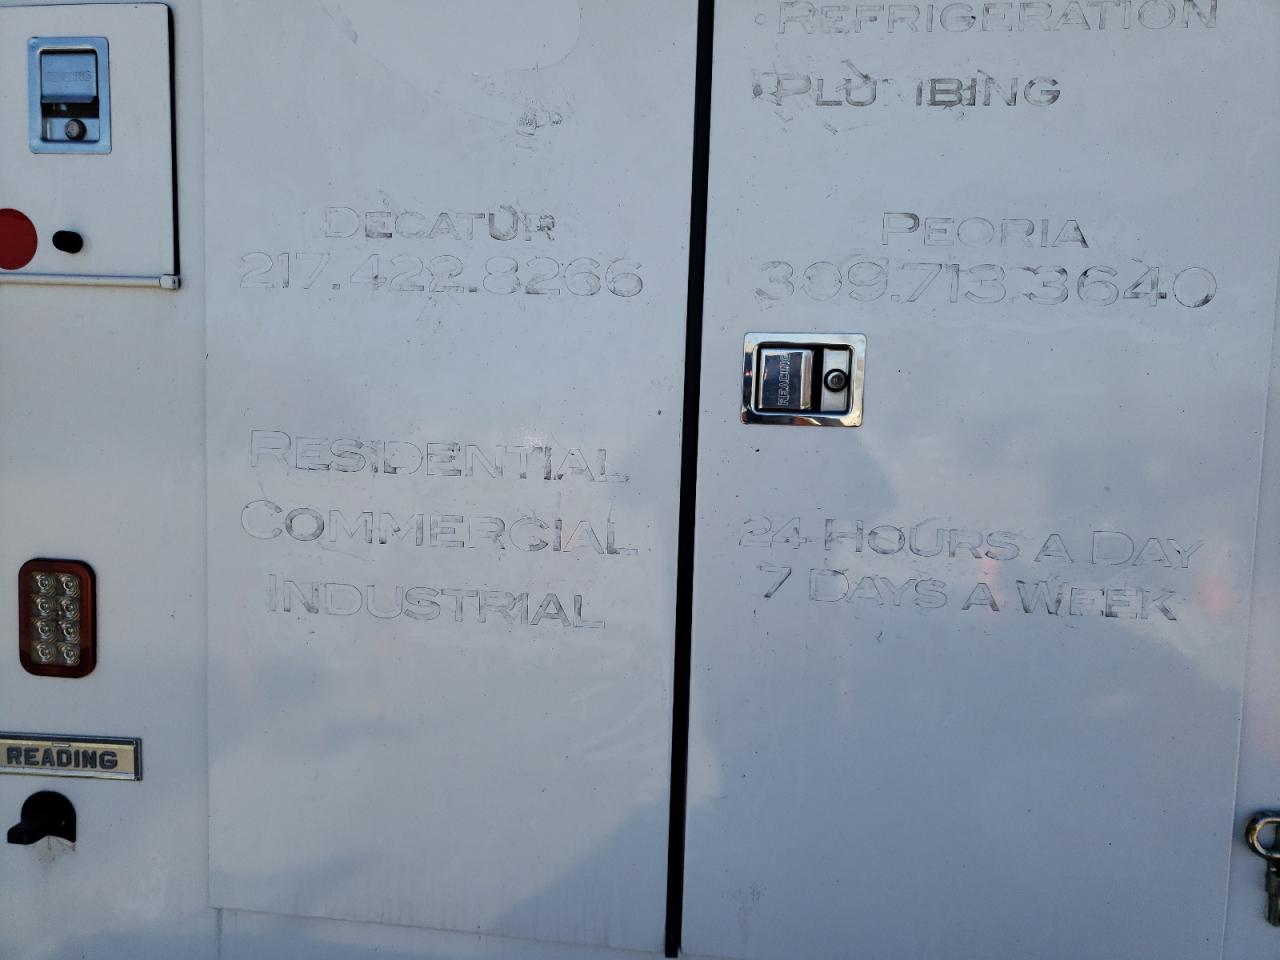 • Refrigeration
• Plumbing
Decatur
217.422.8266
Peoria
309.713.3640
READING
Residential
Commercial
Industrial
24 Hours a Day
7 Days a Week
READING